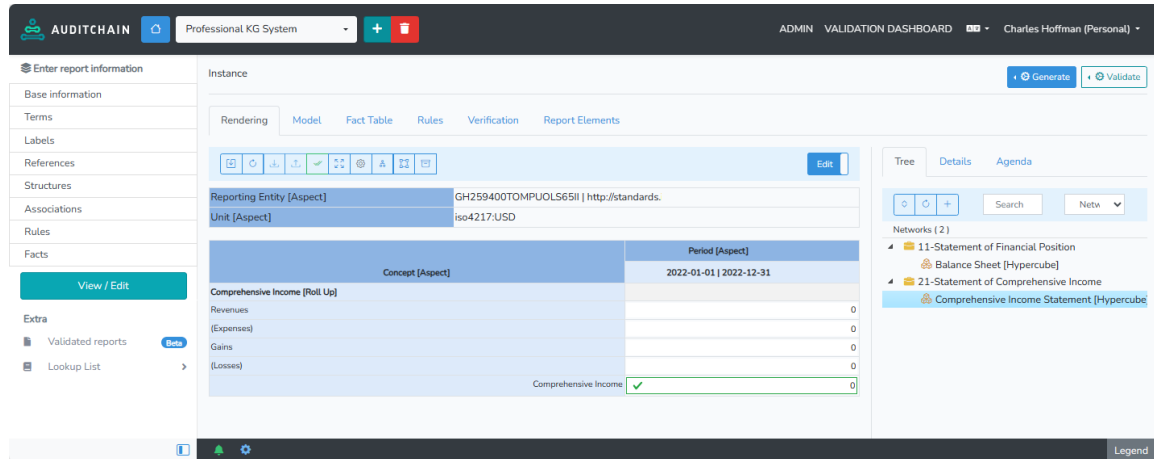 AUDITCHAIN
Professional KG System
ADMIN VALIDATION DASHBOARD
Charles Hoffman (Personal)
Enter report information
Base information
Terms
Labels
References
Structures
Associations
Rules
Facts
View / Edit
Extra
Validated reports Beta
Lookup List
Instance
Generate
Validate
Rendering Model Fact Table Rules Verification Report Elements
Edit
Reporting Entity [Aspect] GH259400TOMPUOLS65II | http://standards.
Unit [Aspect] iso4217:USD
Period [Aspect]
Concept [Aspect] 2022-01-01 | 2022-12-31
Comprehensive Income [Roll Up]
Revenues 0
(Expenses) 0
Gains 0
(Losses) 0
Comprehensive Income 0
Tree Details Agenda
Search Netw
Networks ( 2 )
11-Statement of Financial Position
Balance Sheet [Hypercube]
21-Statement of Comprehensive Income
Comprehensive Income Statement [Hypercube
Legend